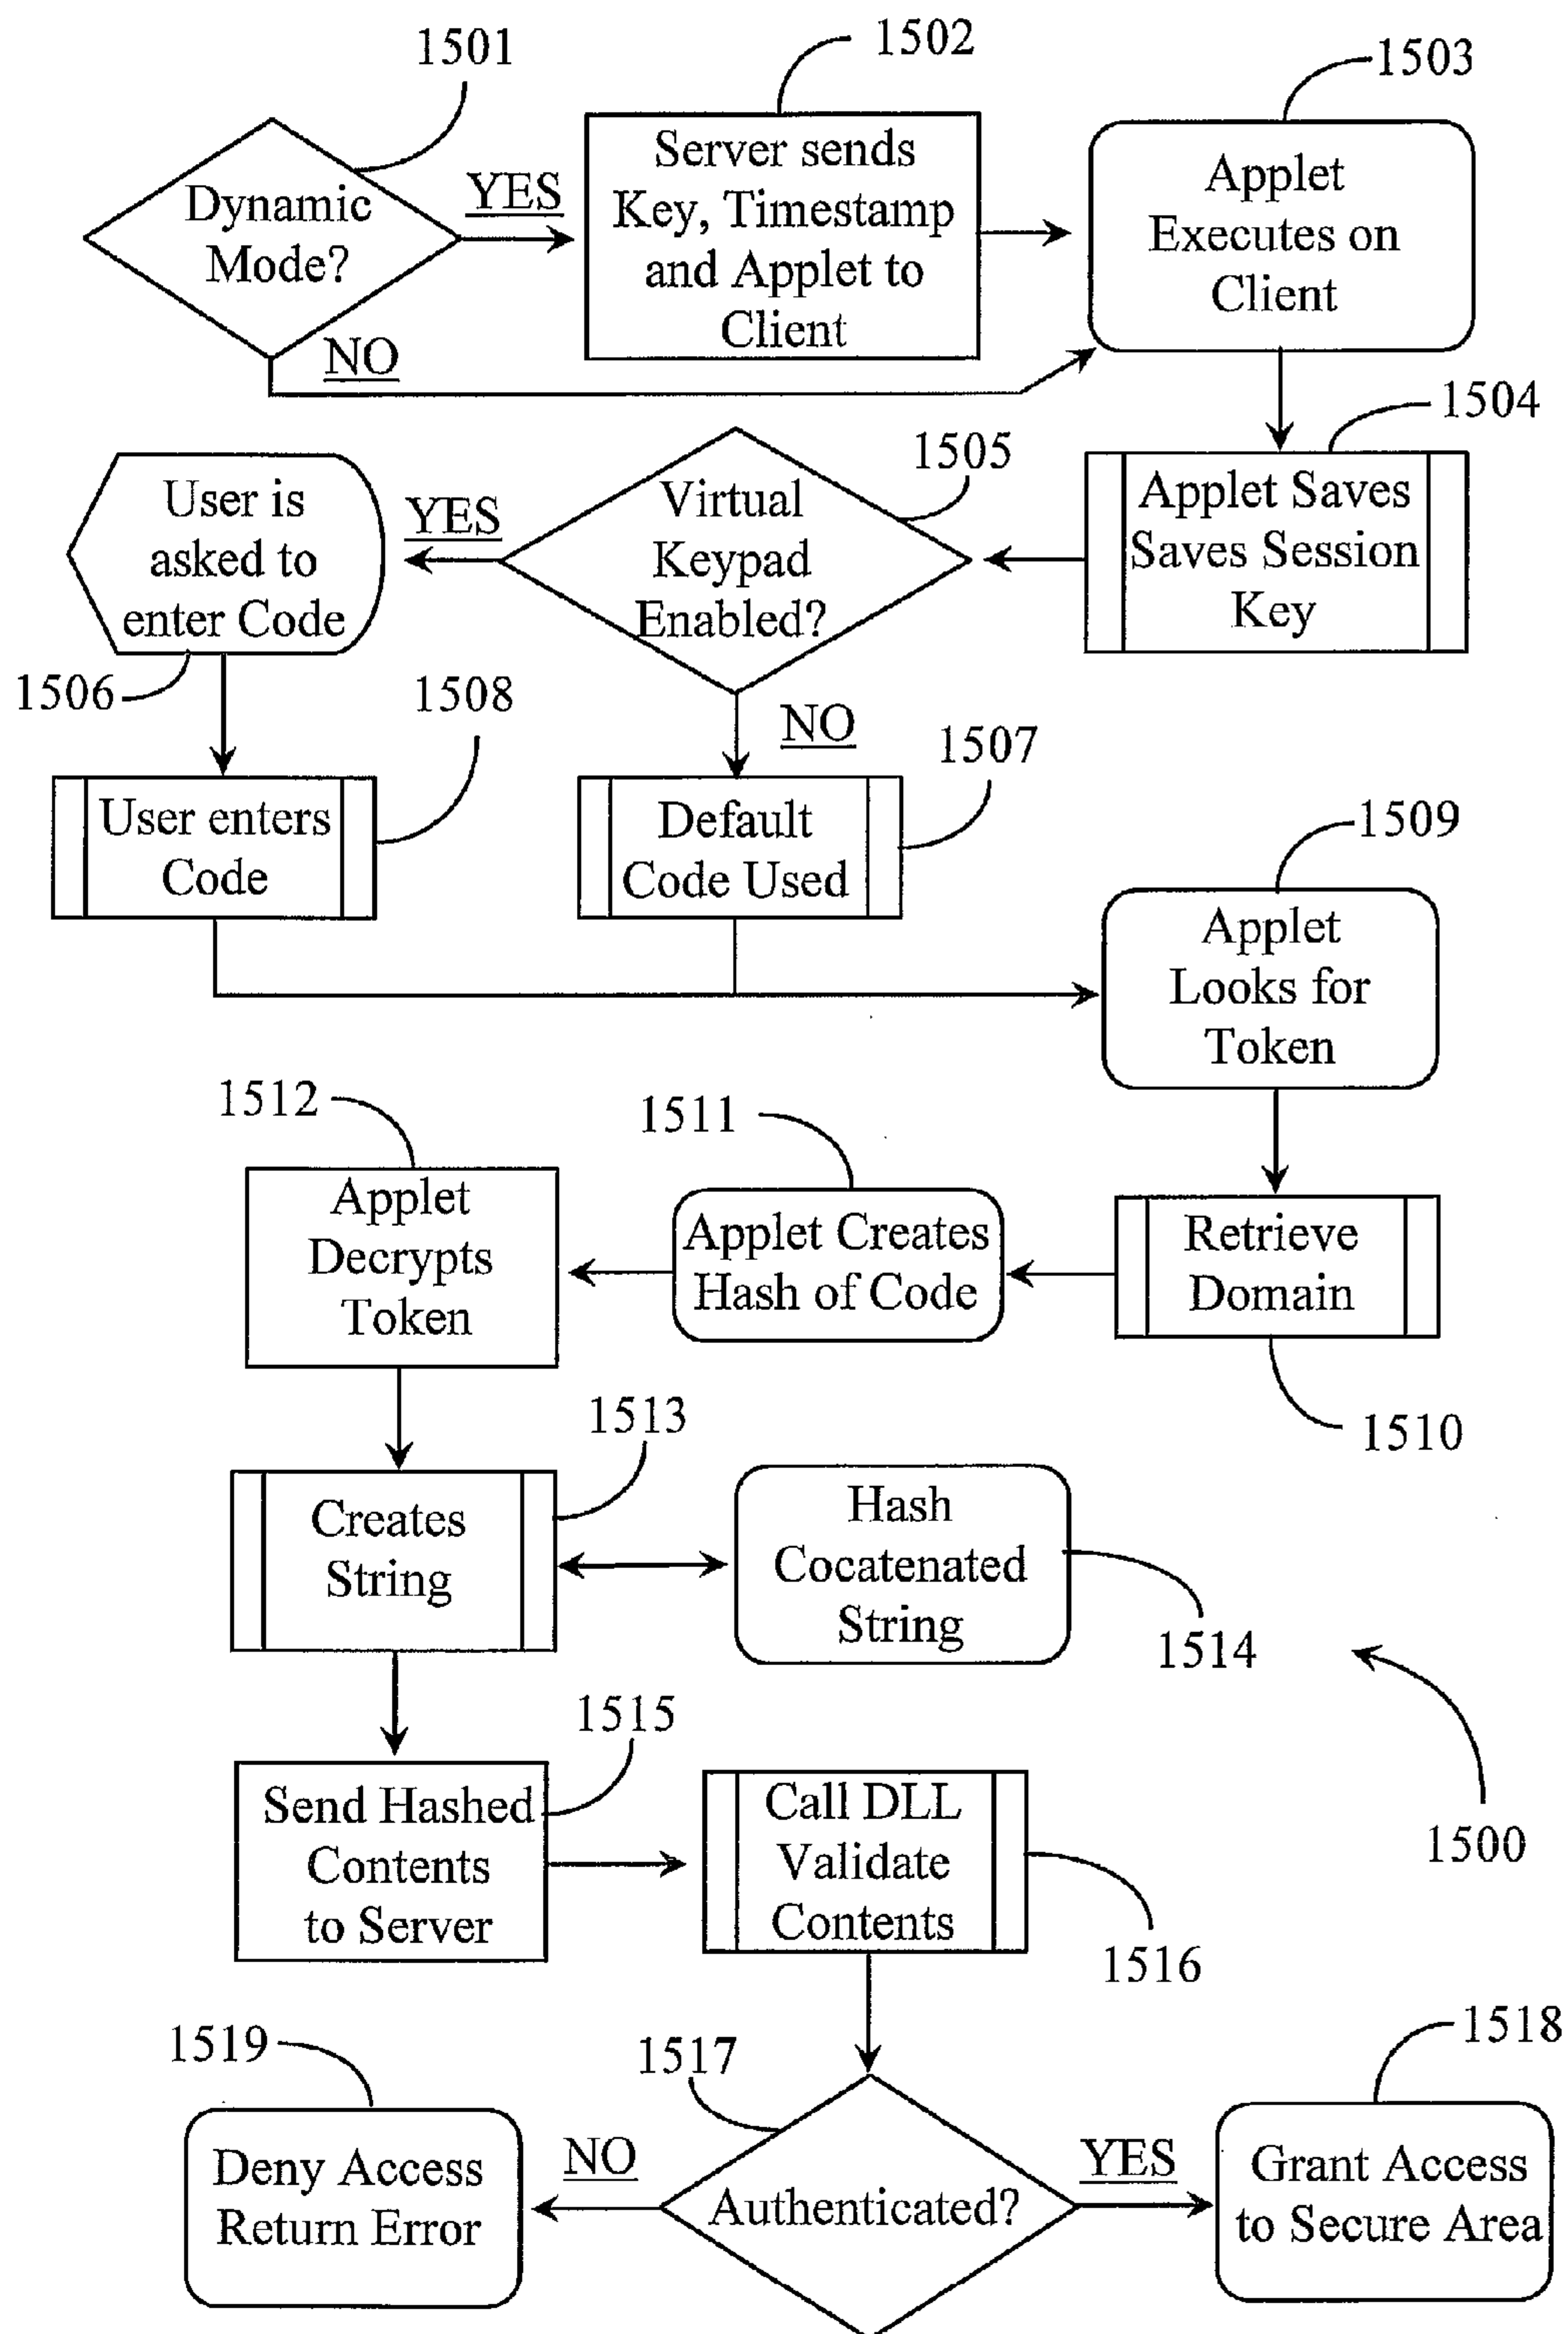 1501
1502
1503
Dynamic
Mode?
YES
NO
Server sends
Key, Timestamp
and Applet to
Client
Applet
Executes on
Client
1504
1505
User is
asked to
enter Code
YES
Virtual
Keypad
Enabled?
Applet Saves
Saves Session
Key
1506
1508
NO
1507
User enters
Code
Default
Code Used
1509
Applet
Looks for
Token
1512
1511
Applet
Decrypts
Token
Applet Creates
Hash of Code
Retrieve
Domain
1510
1513
Creates
String
Hash
Cocatenated
String
1514
1515
Send Hashed
Contents
to Server
Call DLL
Validate
Contents
1516
1500
1519
1517
1518
Deny Access
Return Error
NO
Authenticated?
YES
Grant Access
to Secure Area